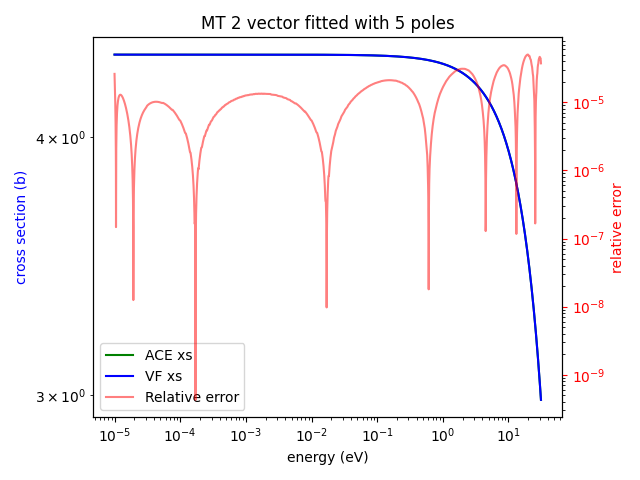 MT 2 vector fitted with 5 poles
4 × 10⁰
3 × 10⁰
cross section (b)
10⁻⁵
10⁻⁶
10⁻⁷
10⁻⁸
10⁻⁹
relative error
ACE xs
VF xs
Relative error
10⁻⁵ 10⁻⁴ 10⁻³ 10⁻² 10⁻¹ 10⁰ 10¹
energy (eV)